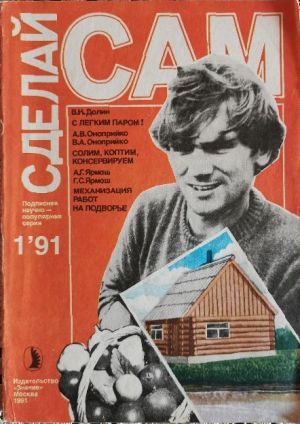 СДЕЛАЙ
САМ
В.К.Долин
С ЛЕГКИМ ПАРОМ!
А.В.Оноприйко
В.А.Оноприйко
СОЛИМ, КОПТИМ,
КОНСЕРВИРУЕМ
А.Г.Ярмош
Г.С.Ярмош
МЕХАНИЗАЦИЯ
РАБОТ
НА ПОДВОРЬЕ
Подписная
научно-
популярная
серия
1'91
Издательство
«Знание»
Москва
1991